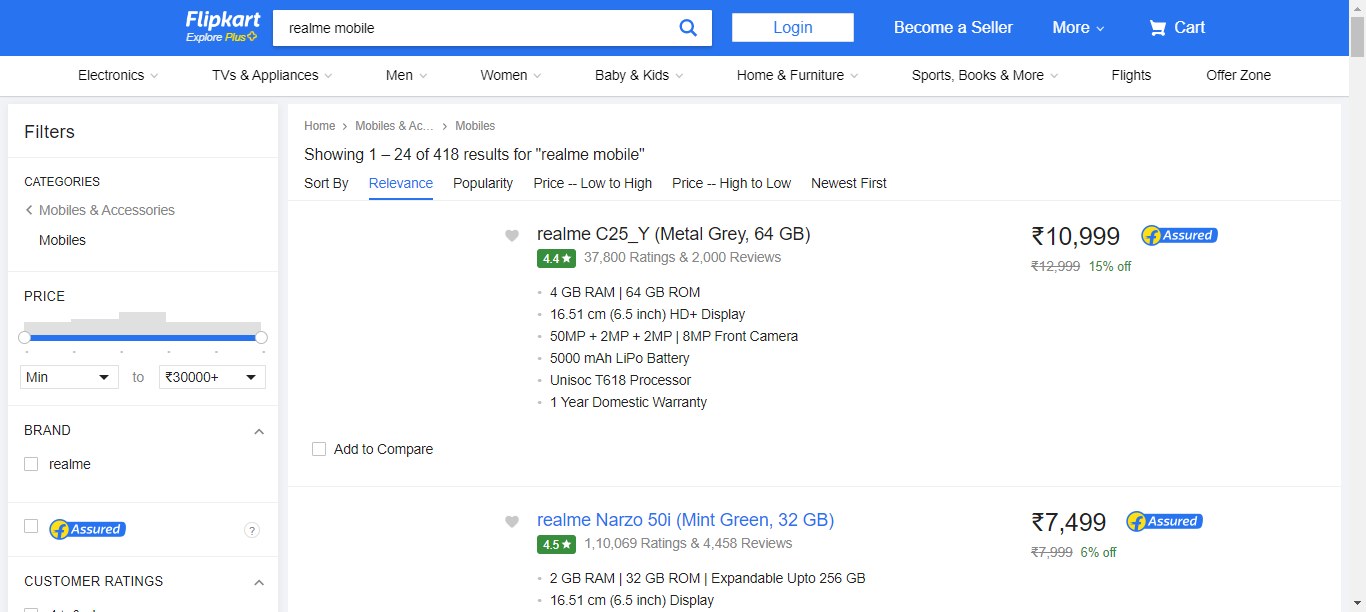 Flipkart
Explore Plus
realme mobile
Login
Become a Seller
More
Cart
Electronics
TVs & Appliances
Men
Women
Baby & Kids
Home & Furniture
Sports, Books & More
Flights
Offer Zone
Filters
CATEGORIES
Mobiles & Accessories
Mobiles
PRICE
Min
to
₹30000+
BRAND
realme
Assured
?
CUSTOMER RATINGS
Home
Mobiles & Ac...
Mobiles
Showing 1 – 24 of 418 results for "realme mobile"
Sort By
Relevance
Popularity
Price -- Low to High
Price -- High to Low
Newest First
realme C25_Y (Metal Grey, 64 GB)
4.4
37,800 Ratings & 2,000 Reviews
4 GB RAM | 64 GB ROM
16.51 cm (6.5 inch) HD+ Display
50MP + 2MP + 2MP | 8MP Front Camera
5000 mAh LiPo Battery
Unisoc T618 Processor
1 Year Domestic Warranty
₹10,999
Assured
₹12,999
15% off
Add to Compare
realme Narzo 50i (Mint Green, 32 GB)
4.5
1,10,069 Ratings & 4,458 Reviews
2 GB RAM | 32 GB ROM | Expandable Upto 256 GB
16.51 cm (6.5 inch) Display
₹7,499
Assured
₹7,999
6% off